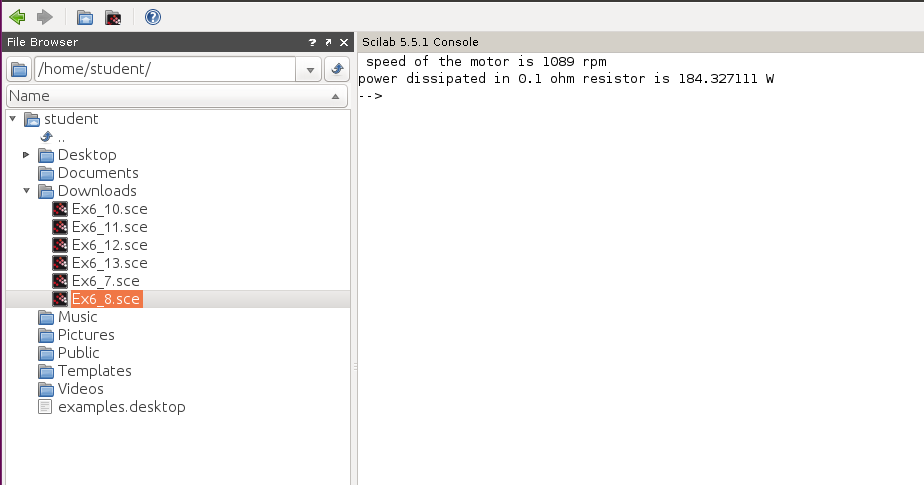 File Browser
Scilab 5.5.1 Console
/home/student/
Name
student
..
Desktop
Documents
Downloads
Ex6_10.sce
Ex6_11.sce
Ex6_12.sce
Ex6_13.sce
Ex6_7.sce
Ex6_8.sce
Music
Pictures
Public
Templates
Videos
examples.desktop
speed of the motor is 1089 rpm
power dissipated in 0.1 ohm resistor is 184.327111 W
-->